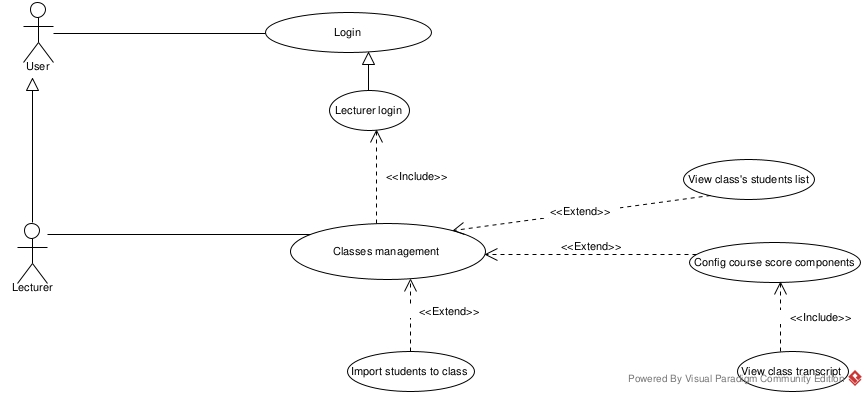 Login
User
Lecturer login
<<Include>>
View class's students list
<<Extend>>
<<Extend>>
Classes management
Config course score components
Lecturer
<<Extend>>
<<Include>>
Import students to class
View class transcript
Powered By Visual Paradigm Community Edition